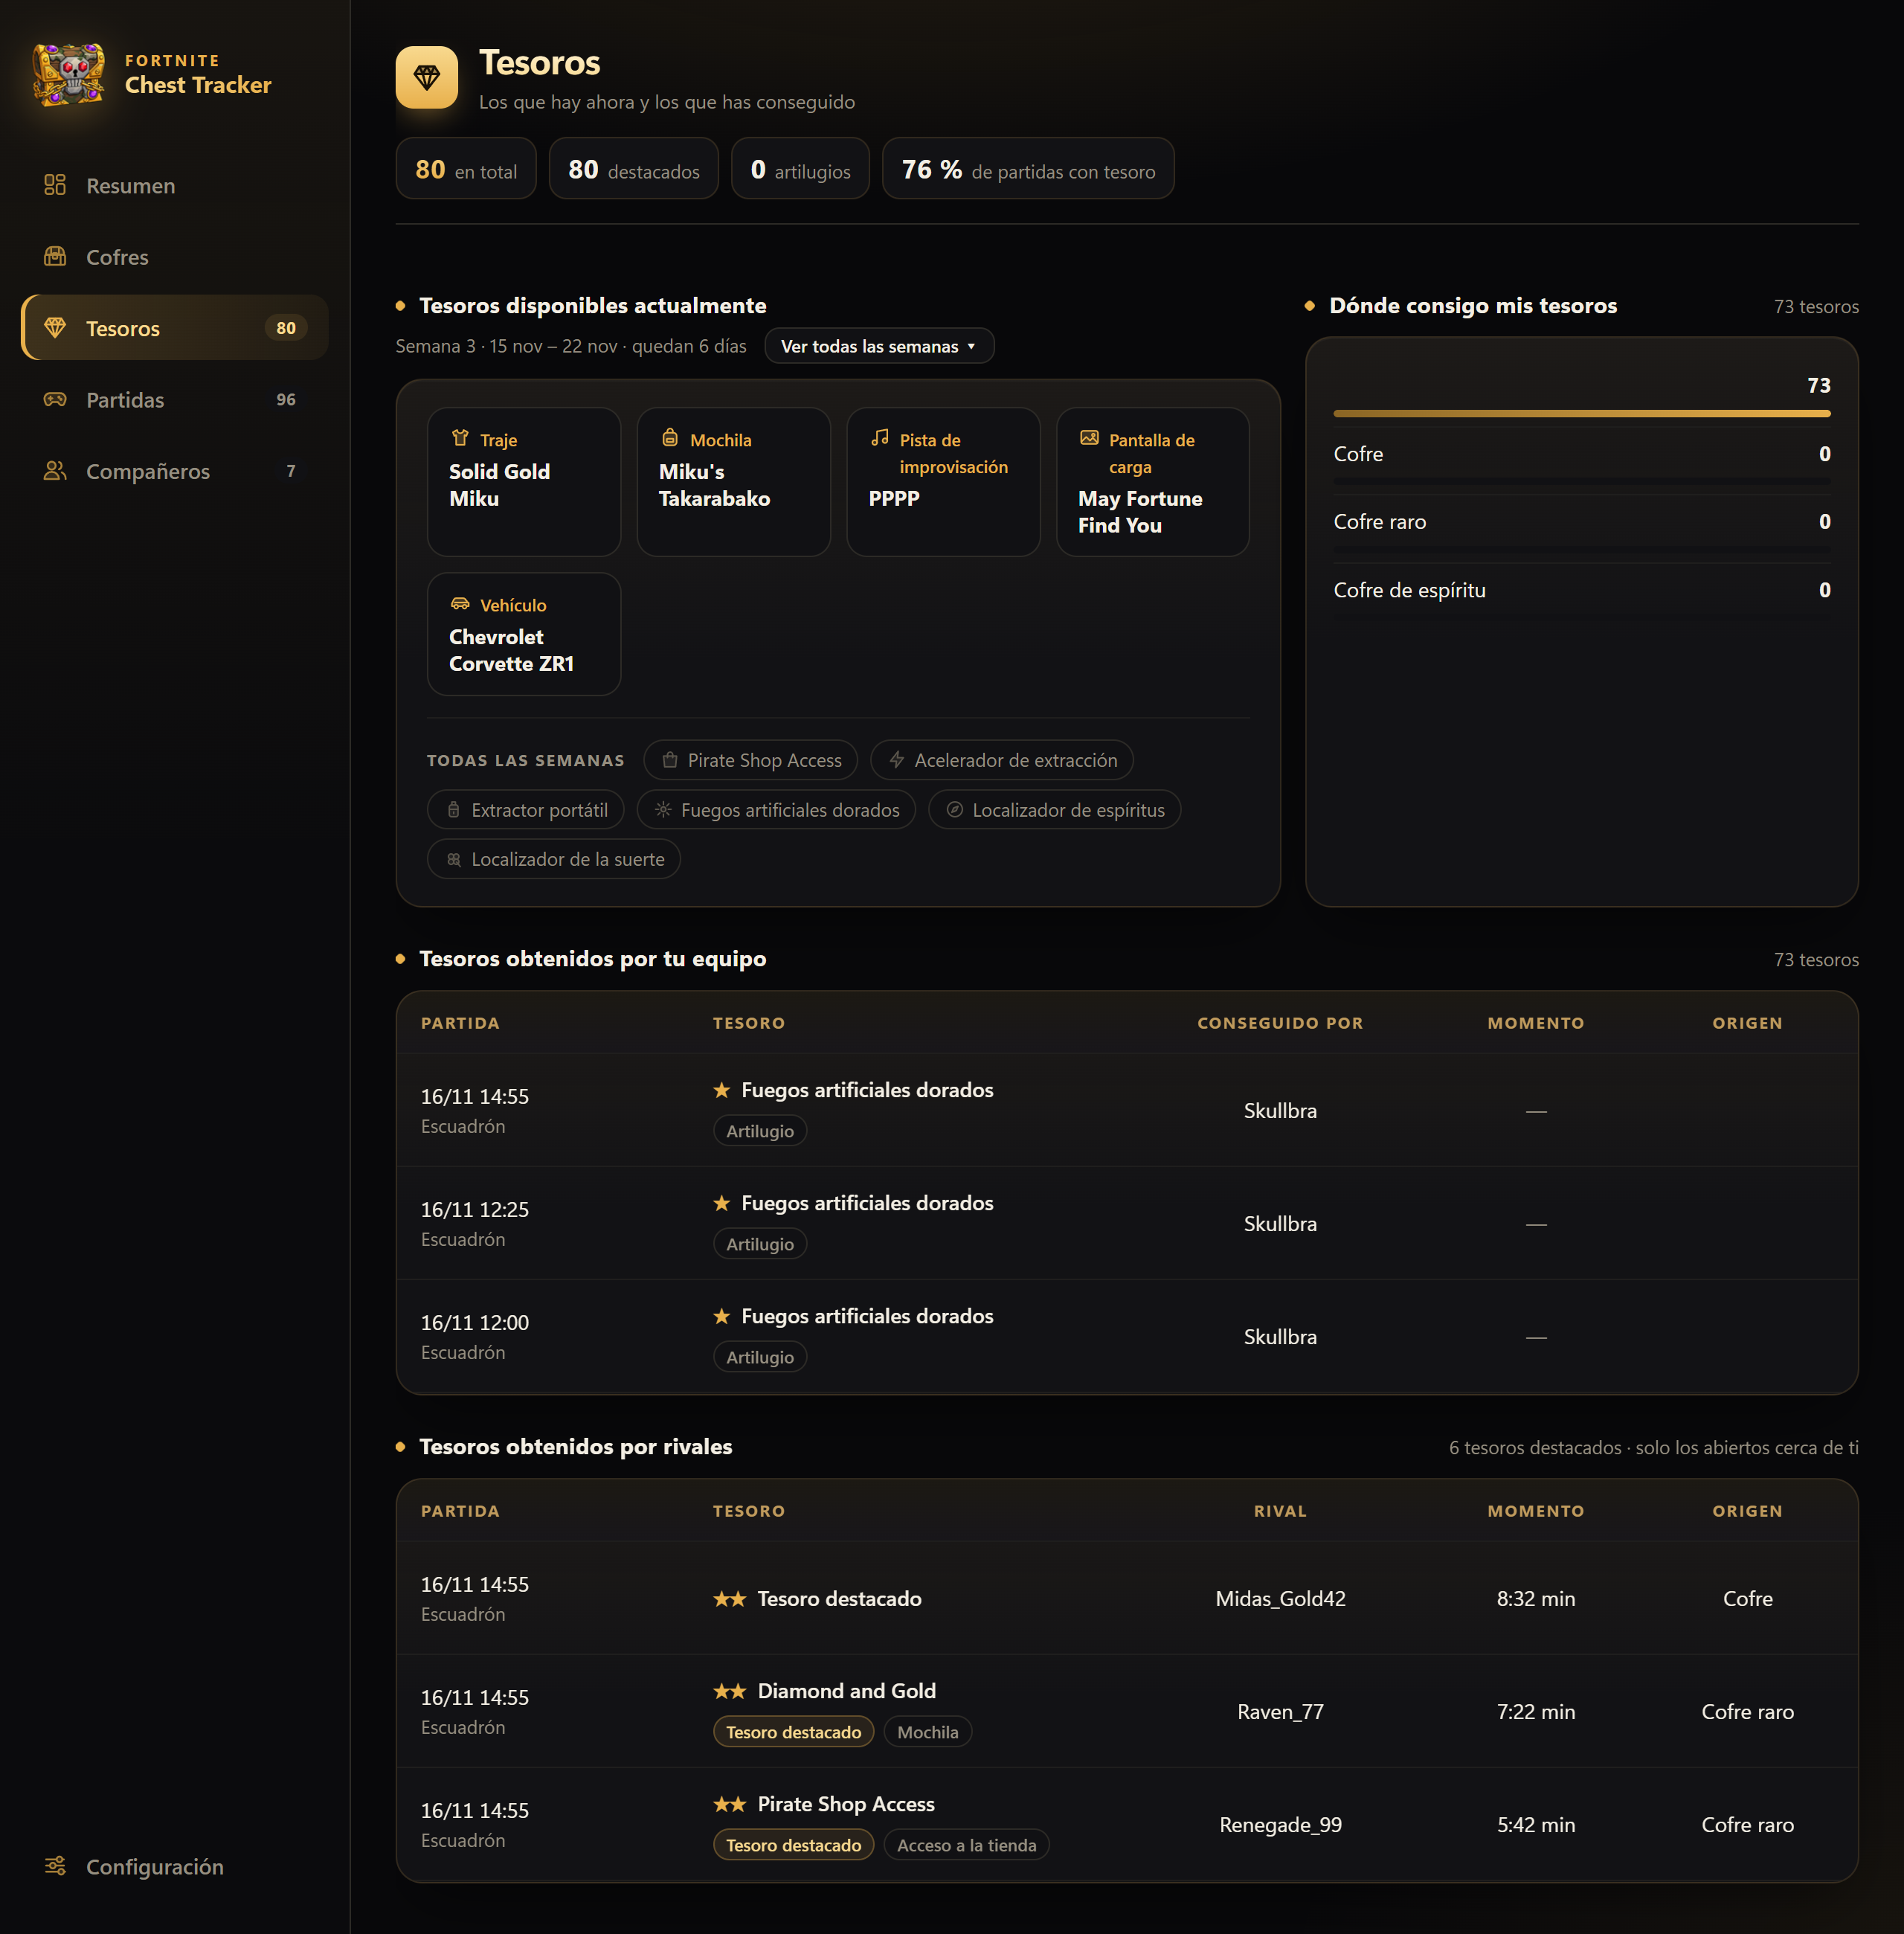 FORTNITE
Chest Tracker
Resumen
Cofres
Tesoros 80
Partidas 96
Compañeros 7
Configuración
Tesoros
Los que hay ahora y los que has conseguido
80 en total
80 destacados
0 artilugios
76 % de partidas con tesoro
Tesoros disponibles actualmente
Semana 3 · 15 nov – 22 nov · quedan 6 días
Ver todas las semanas ▾
Traje
Solid Gold
Miku
Mochila
Miku's
Takarabako
Pista de
improvisación
PPPP
Pantalla de
carga
May Fortune
Find You
Vehículo
Chevrolet
Corvette ZR1
TODAS LAS SEMANAS
Pirate Shop Access
Acelerador de extracción
Extractor portátil
Fuegos artificiales dorados
Localizador de espíritus
Localizador de la suerte
Dónde consigo mis tesoros
73 tesoros
73
Cofre 0
Cofre raro 0
Cofre de espíritu 0
Tesoros obtenidos por tu equipo
73 tesoros
PARTIDA TESORO CONSEGUIDO POR MOMENTO ORIGEN
16/11 14:55
Escuadrón
★ Fuegos artificiales dorados
Artilugio
Skullbra
—
16/11 12:25
Escuadrón
★ Fuegos artificiales dorados
Artilugio
Skullbra
—
16/11 12:00
Escuadrón
★ Fuegos artificiales dorados
Artilugio
Skullbra
—
Tesoros obtenidos por rivales
6 tesoros destacados · solo los abiertos cerca de ti
PARTIDA TESORO RIVAL MOMENTO ORIGEN
16/11 14:55
Escuadrón
★★ Tesoro destacado
Midas_Gold42
8:32 min
Cofre
16/11 14:55
Escuadrón
★★ Diamond and Gold
Tesoro destacado
Mochila
Raven_77
7:22 min
Cofre raro
16/11 14:55
Escuadrón
★★ Pirate Shop Access
Tesoro destacado
Acceso a la tienda
Renegade_99
5:42 min
Cofre raro